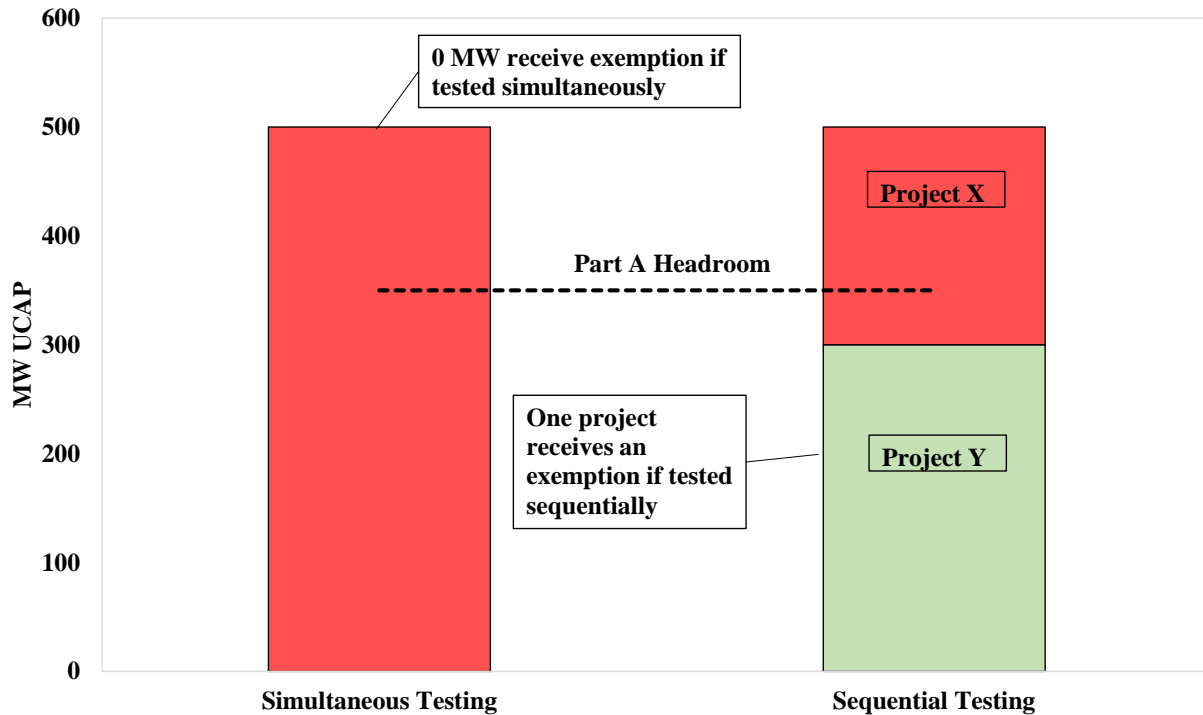 600
500
400
300
200
100
0
MW UCAP
0 MW receive exemption if
tested simultaneously
Part A Headroom
One project
receives an
exemption if tested
sequentially
Project X
Project Y
Simultaneous Testing
Sequential Testing